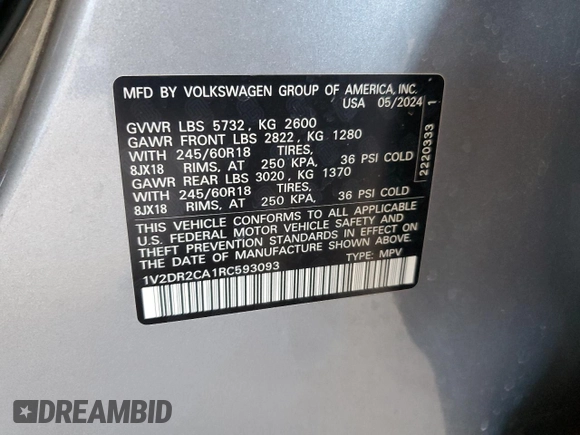 MFD BY VOLKSWAGEN GROUP OF AMERICA, INC.
USA 05/2024
GVWR LBS 5732, KG 2600
GAWR FRONT LBS 2822, KG 1280
WITH 245/60R18 TIRES,
8JX18 RIMS, AT 250 KPA, 36 PSI COLD
GAWR REAR LBS 3020, KG 1370
WITH 245/60R18 TIRES,
8JX18 RIMS, AT 250 KPA, 36 PSI COLD
THIS VEHICLE CONFORMS TO ALL APPLICABLE
U.S. FEDERAL MOTOR VEHICLE SAFETY AND
THEFT PREVENTION STANDARDS IN EFFECT
ON THE DATE OF MANUFACTURE SHOWN ABOVE.
1V2DR2CA1RC593093 TYPE: MPV
2220333 1
DREAMBID